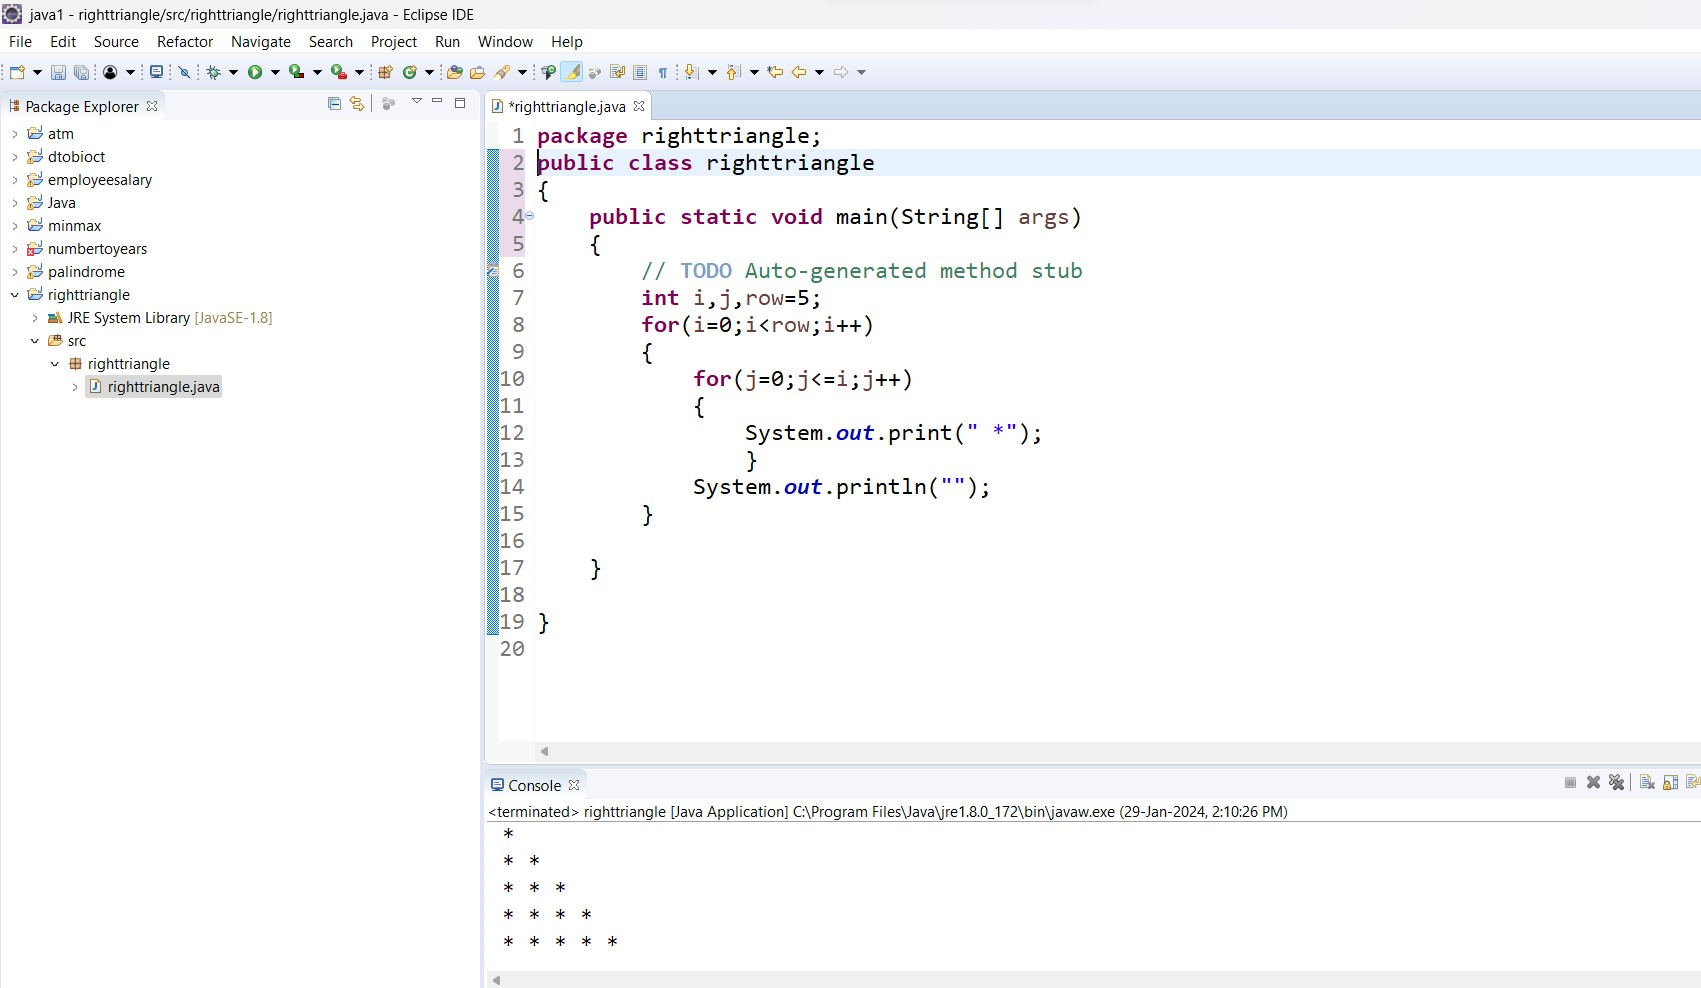 java1 - righttriangle/src/righttriangle/righttriangle.java - Eclipse IDE
File Edit Source Refactor Navigate Search Project Run Window Help
Package Explorer
atm
dtobioct
employeesalary
Java
minmax
numbertoyears
palindrome
righttriangle
JRE System Library [JavaSE-1.8]
src
righttriangle
righttriangle.java
*righttriangle.java
1 package righttriangle;
2 public class righttriangle
3 {
4     public static void main(String[] args)
5     {
6         // TODO Auto-generated method stub
7         int i,j,row=5;
8         for(i=0;i<row;i++)
9         {
10             for(j=0;j<=i;j++)
11             {
12                 System.out.print(" *");
13                 }
14             System.out.println("");
15         }
16
17     }
18
19 }
20
Console
<terminated> righttriangle [Java Application] C:\Program Files\Java\jre1.8.0_172\bin\javaw.exe (29-Jan-2024, 2:10:26 PM)
 *
 * *
 * * *
 * * * *
 * * * * *